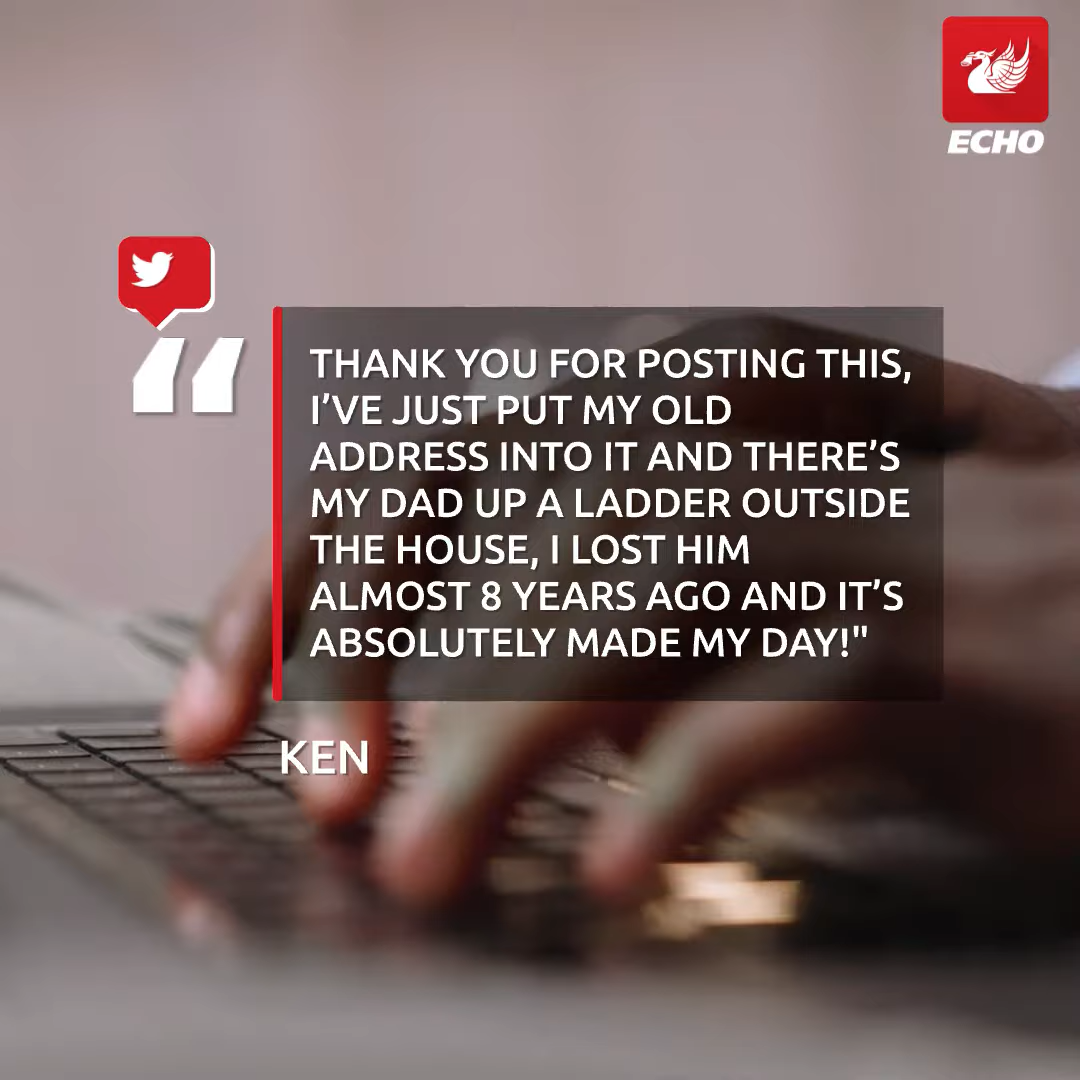 ECHO
“
THANK YOU FOR POSTING THIS,
I’VE JUST PUT MY OLD
ADDRESS INTO IT AND THERE’S
MY DAD UP A LADDER OUTSIDE
THE HOUSE, I LOST HIM
ALMOST 8 YEARS AGO AND IT’S
ABSOLUTELY MADE MY DAY!"
KEN